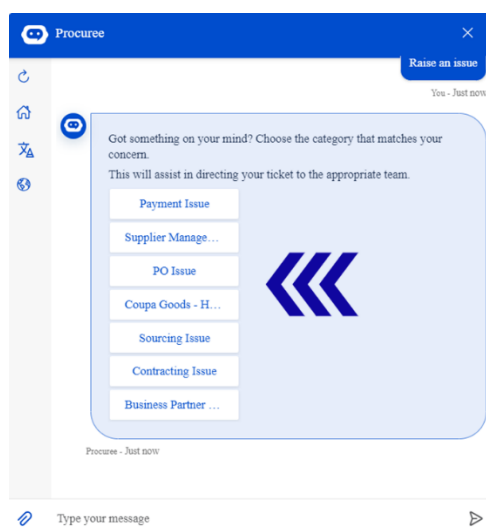 Procuree
Raise an issue
You - Just now
Got something on your mind? Choose the category that matches your
concern.
This will assist in directing your ticket to the appropriate team.
Payment Issue
Supplier Manage...
PO Issue
Coupa Goods - H...
Sourcing Issue
Contracting Issue
Business Partner ...
Procuree - Just now
Type your message